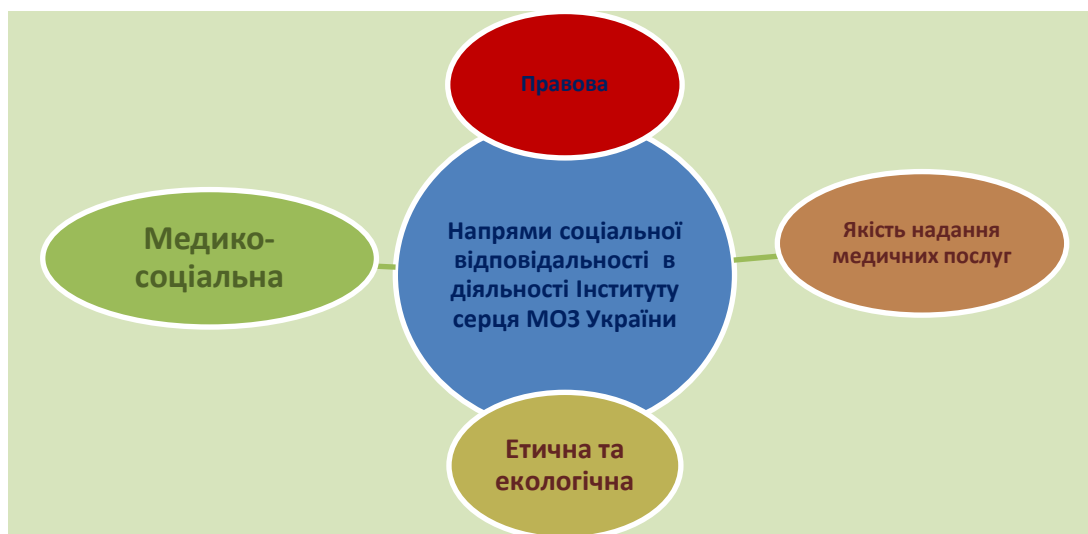 Правова
Медико-
соціальна
Напрями соціальної
відповідальності в
діяльності Інституту
серця МОЗ України
Якість надання
медичних послуг
Етична та
екологічна